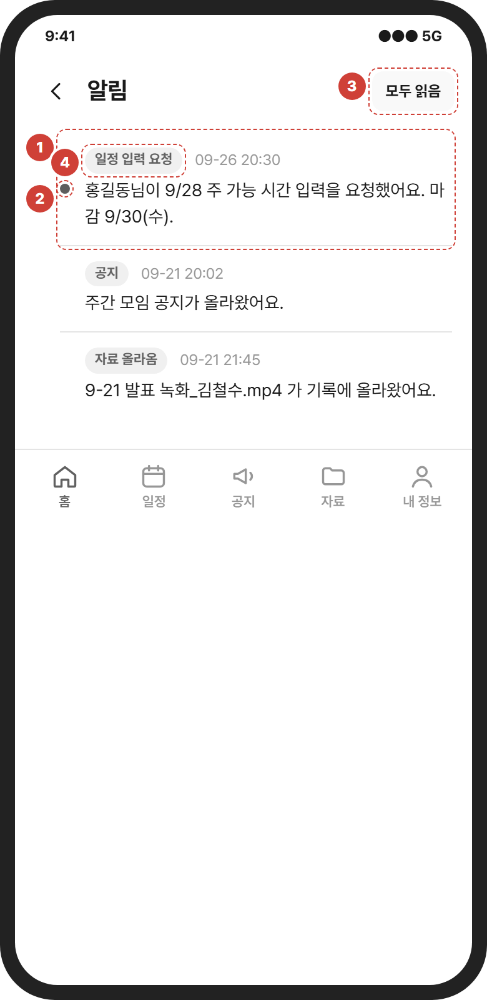 9:41
5G
알림
3
모두 읽음
1
4
일정 입력 요청 09-26 20:30
2
홍길동님이 9/28 주 가능 시간 입력을 요청했어요. 마
감 9/30(수).
공지 09-21 20:02
주간 모임 공지가 올라왔어요.
자료 올라옴 09-21 21:45
9-21 발표 녹화_김철수.mp4 가 기록에 올라왔어요.
홈 일정 공지 자료 내 정보